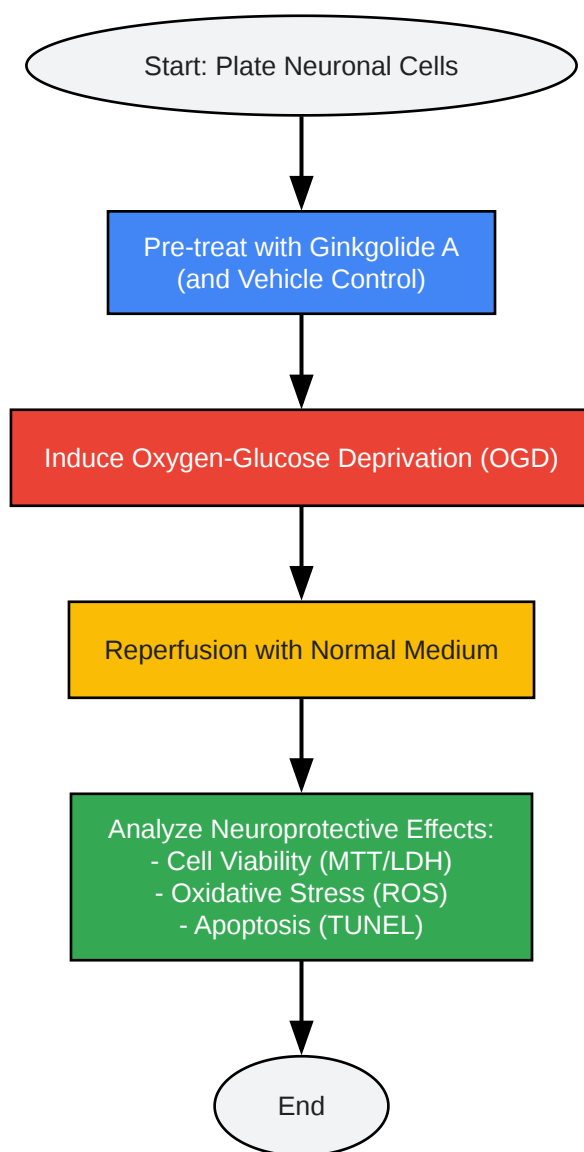 Start: Plate Neuronal Cells
Pre-treat with Ginkgolide A
(and Vehicle Control)
Induce Oxygen-Glucose Deprivation (OGD)
Reperfusion with Normal Medium
Analyze Neuroprotective Effects:
- Cell Viability (MTT/LDH)
- Oxidative Stress (ROS)
- Apoptosis (TUNEL)
End